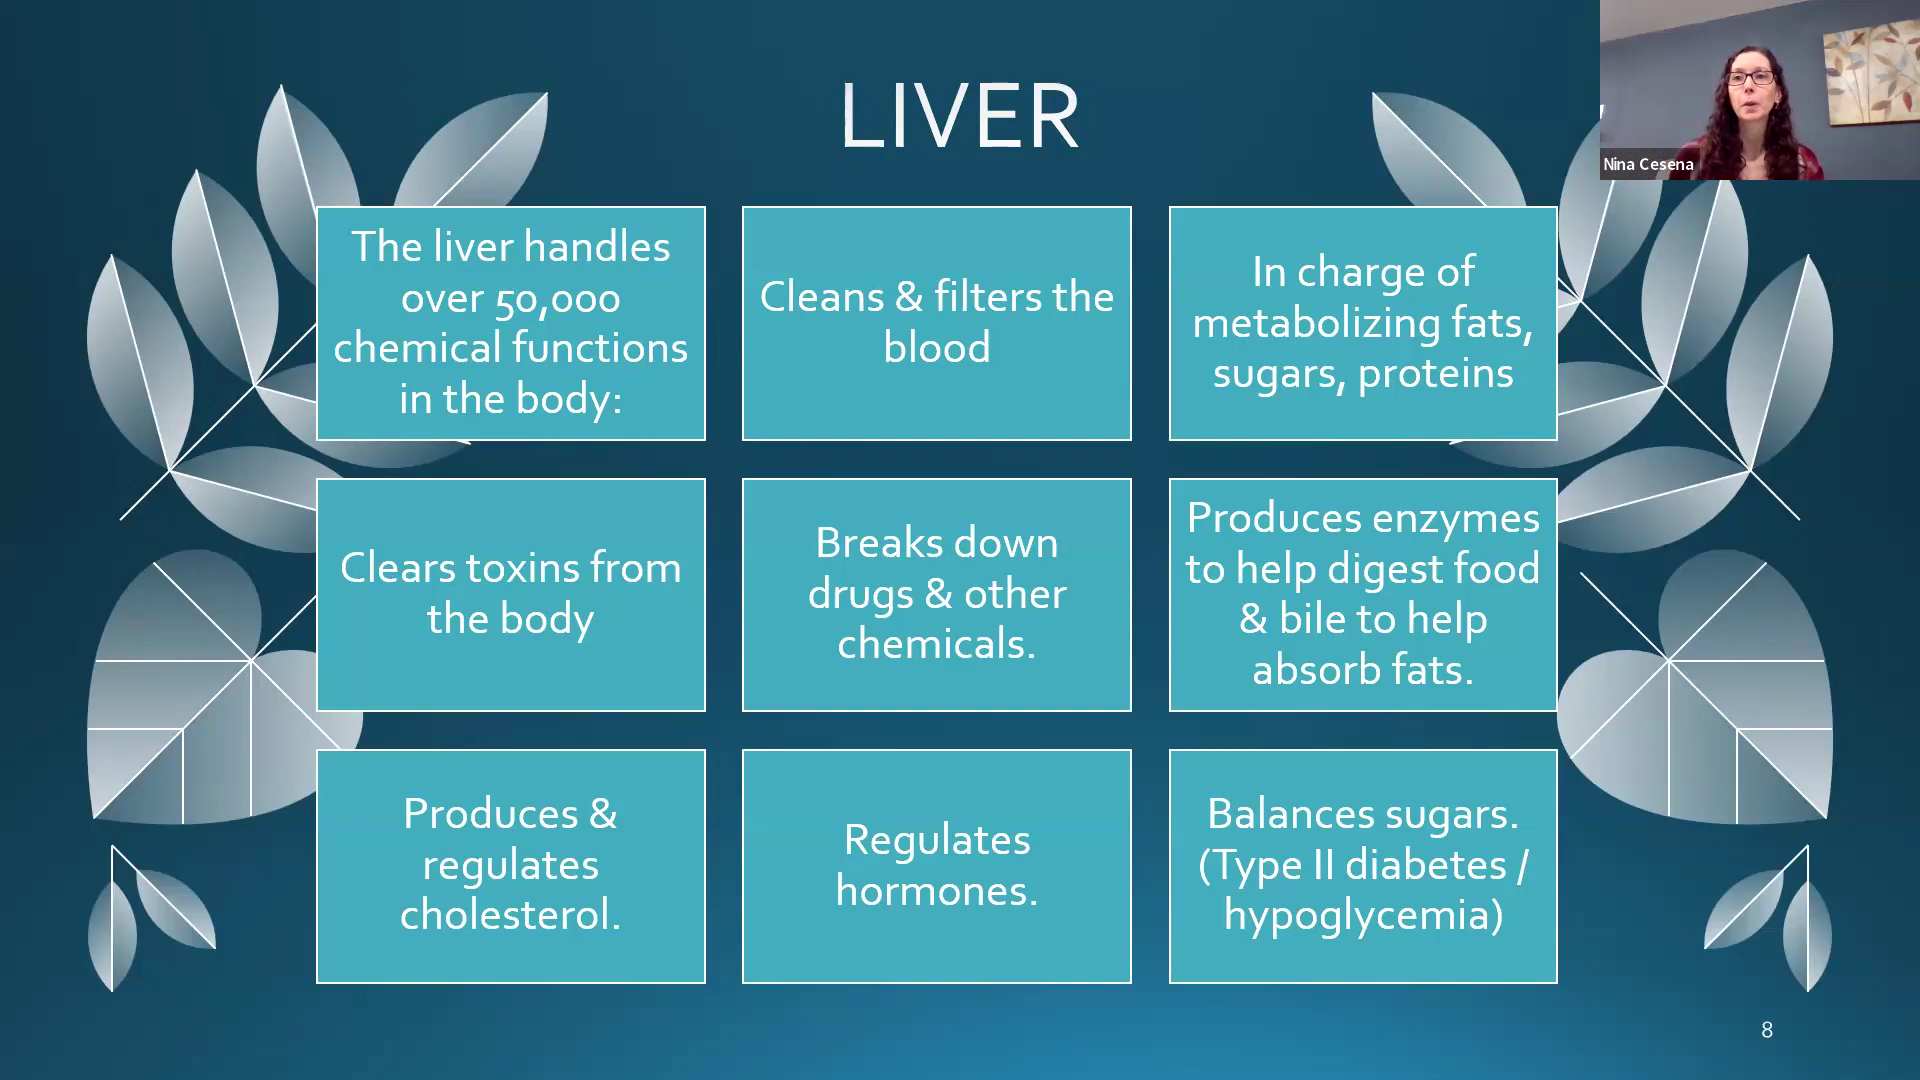 LIVER
Nina Cesena
The liver handles
over 50,000
chemical functions
in the body:
Cleans & filters the
blood
In charge of
metabolizing fats,
sugars, proteins
Clears toxins from
the body
Breaks down
drugs & other
chemicals.
Produces enzymes
to help digest food
& bile to help
absorb fats.
Produces &
regulates
cholesterol.
Regulates
hormones.
Balances sugars.
(Type II diabetes /
hypoglycemia)
8